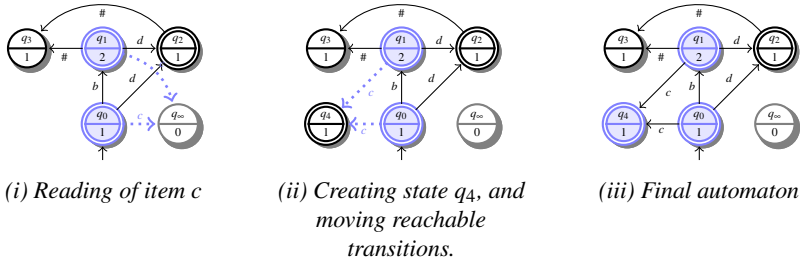 #
q₃
1
#
q₁
2
d
q₂
1
b
d
q₀
1
c
q∞
0
(i) Reading of item c
#
q₃
1
#
q₁
2
d
q₂
1
c
b
d
q₄
1
c
q₀
1
q∞
0
(ii) Creating state q₄, and
moving reachable
transitions.
#
q₃
1
#
q₁
2
d
q₂
1
c
b
d
q₄
1
c
q₀
1
q∞
0
(iii) Final automaton